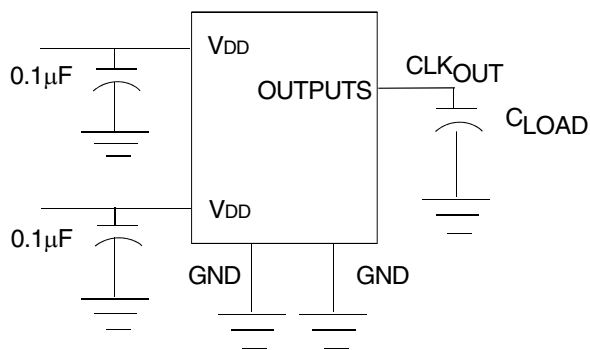 VDD
0.1μF
OUTPUTS
CLKOUT
CLOAD
VDD
0.1μF
GND
GND